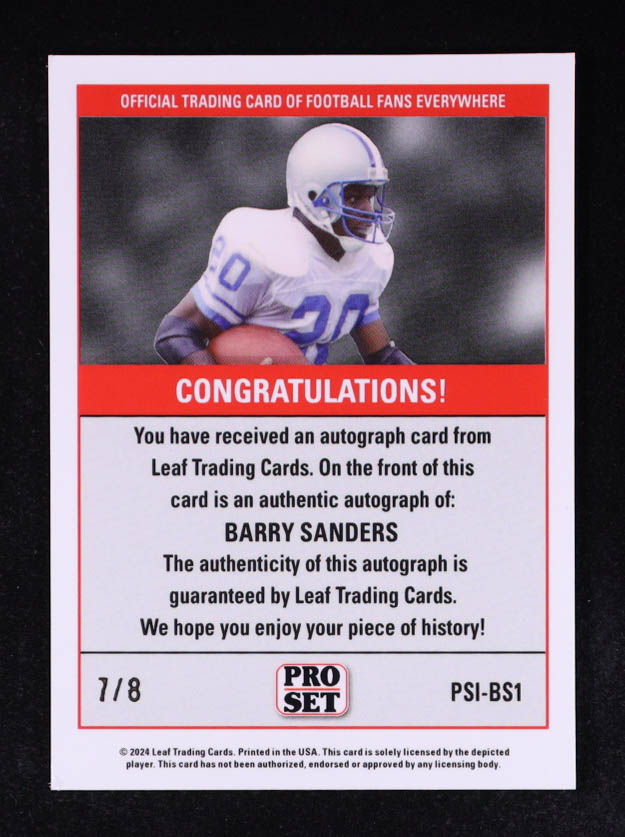 OFFICIAL TRADING CARD OF FOOTBALL FANS EVERYWHERE
20
20
CONGRATULATIONS!
You have received an autograph card from
Leaf Trading Cards. On the front of this
card is an authentic autograph of:
BARRY SANDERS
The authenticity of this autograph is
guaranteed by Leaf Trading Cards.
We hope you enjoy your piece of history!
7/8
PRO
SET
PSI-BS1
© 2024 Leaf Trading Cards. Printed in the USA. This card is solely licensed by the depicted
player. This card has not been authorized, endorsed or approved by any licensing body.